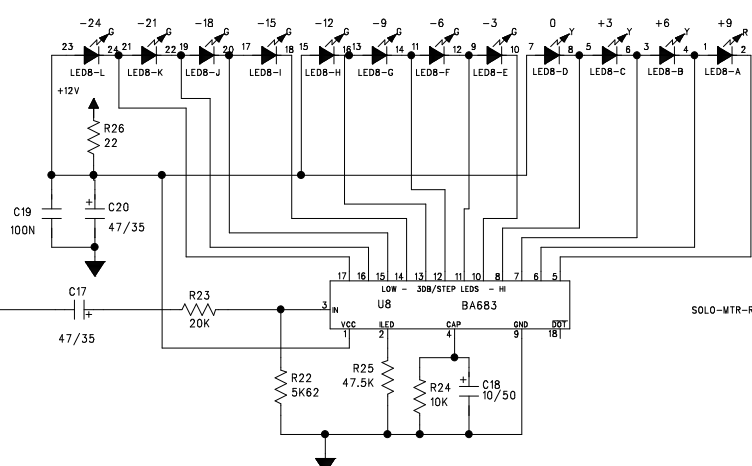 -24 -21 -18 -15 -12 -9 -6 -3 0 +3 +6 +9
G G G G G G G G Y Y Y R
23 24 21 22 19 20 17 18 15 16 13 14 11 12 9 10 7 8 5 6 3 4 1 2
LED8-L LED8-K LED8-J LED8-I LED8-H LED8-G LED8-F LED8-E LED8-D LED8-C LED8-B LED8-A
+12V
R26
22
C19
100N
+
C20
47/35
17 16 15 14 13 12 11 10 8 7 6 5
LOW - 3DB/STEP LEDS - HI
C17
+
47/35
R23
20K
3 IN
U8 BA683
SOLO-MTR-R
VCC ILED CAP GND DOT
1 2 4 9 18
R22
5K62
R25
47.5K
R24
10K
+
C18
10/50